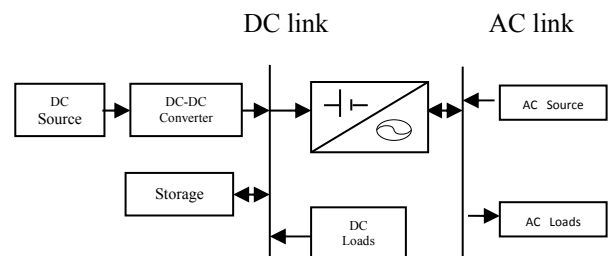 DC link
AC link
DC
Source
DC-DC
Converter
AC Source
Storage
DC
Loads
AC Loads